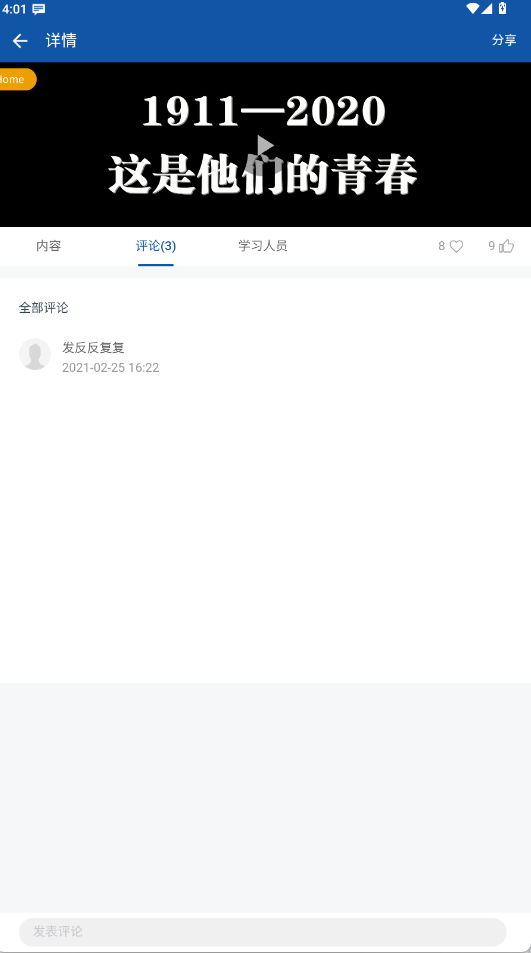 4:01
详情
分享
Home
1911—2020
这是他们的青春
内容
评论(3)
学习人员
8
9
全部评论
发反反复复
2021-02-25 16:22
发表评论